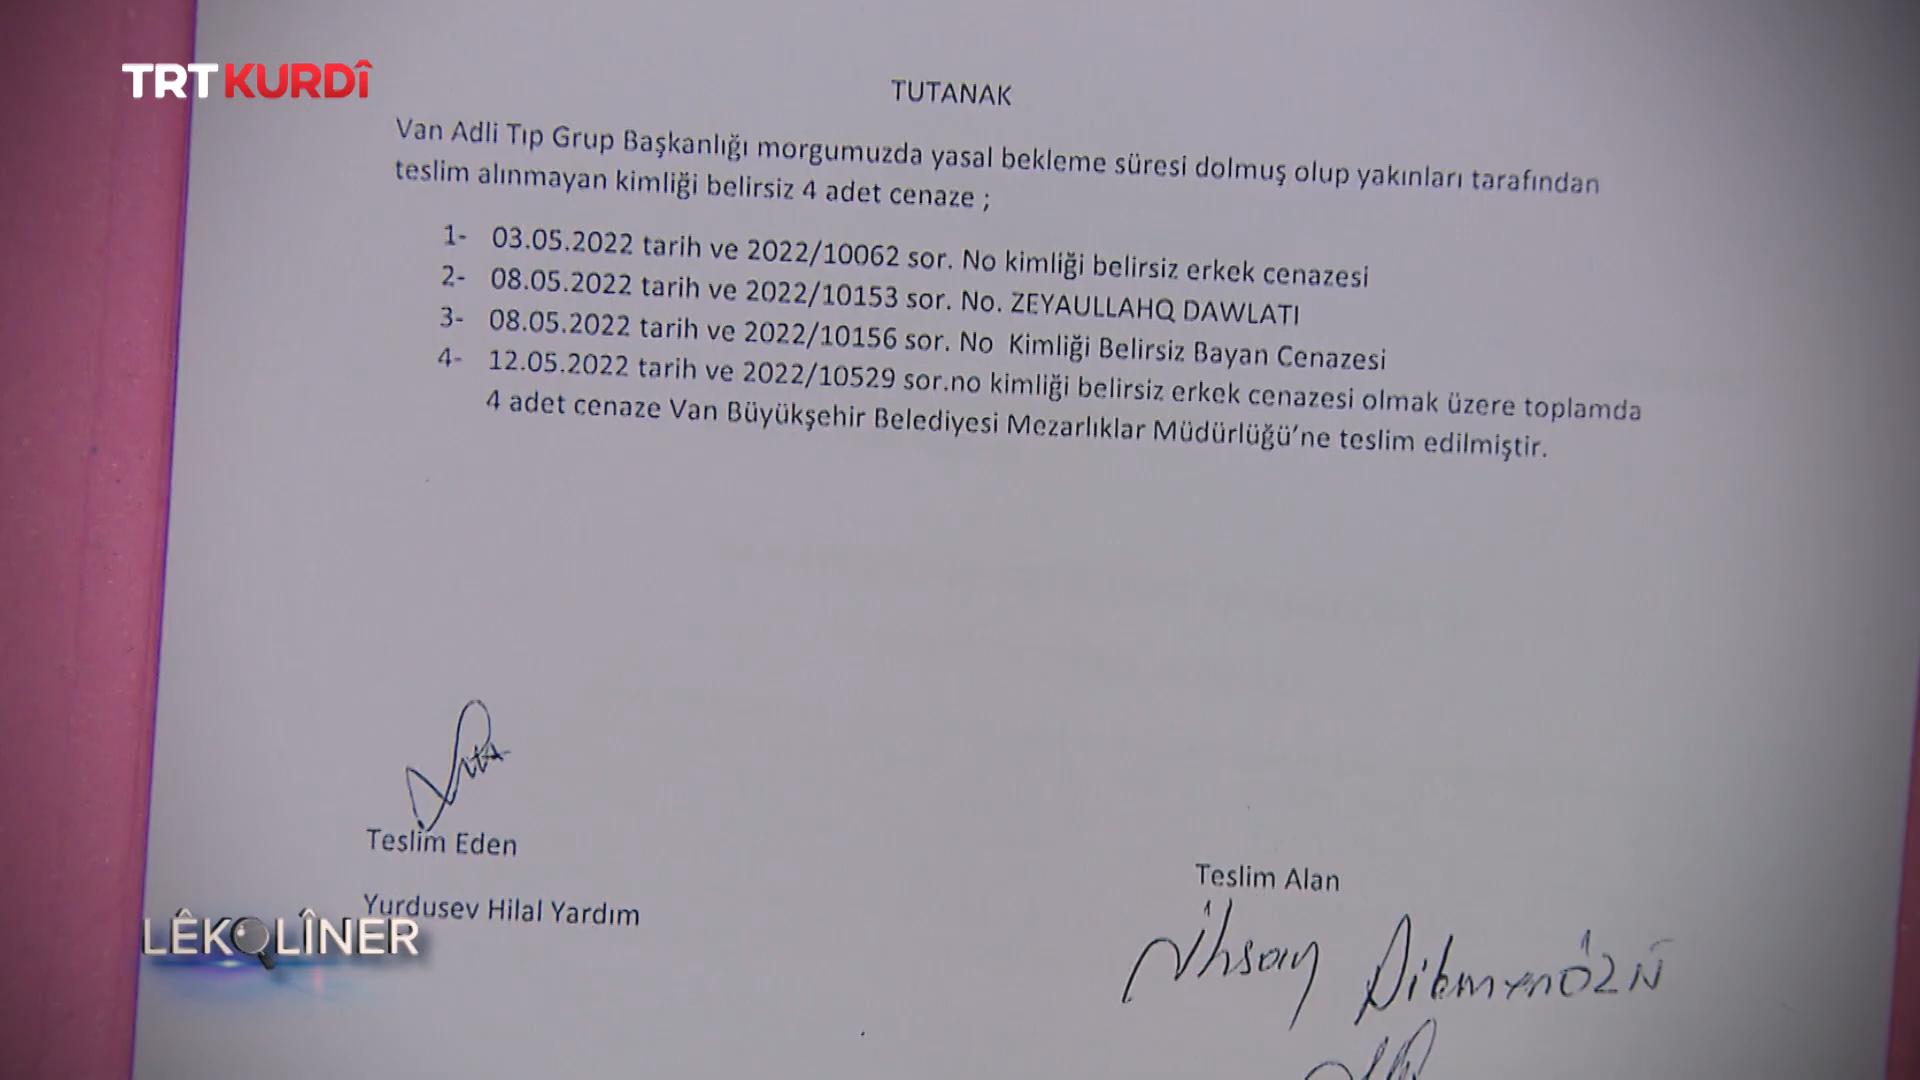 TRT KURDÎ
TUTANAK
Van Adli Tıp Grup Başkanlığı morgumuzda yasal bekleme süresi dolmuş olup yakınları tarafından
teslim alınmayan kimliği belirsiz 4 adet cenaze ;
1- 03.05.2022 tarih ve 2022/10062 sor. No kimliği belirsiz erkek cenazesi
2- 08.05.2022 tarih ve 2022/10153 sor. No. ZEYAULLAHQ DAWLATI
3- 08.05.2022 tarih ve 2022/10156 sor. No Kimliği Belirsiz Bayan Cenazesi
4- 12.05.2022 tarih ve 2022/10529 sor.no kimliği belirsiz erkek cenazesi olmak üzere toplamda
4 adet cenaze Van Büyükşehir Belediyesi Mezarlıklar Müdürlüğü'ne teslim edilmiştir.
Teslim Eden
Teslim Alan
Yurdusev Hilal Yardım
LÊKOLÎNER